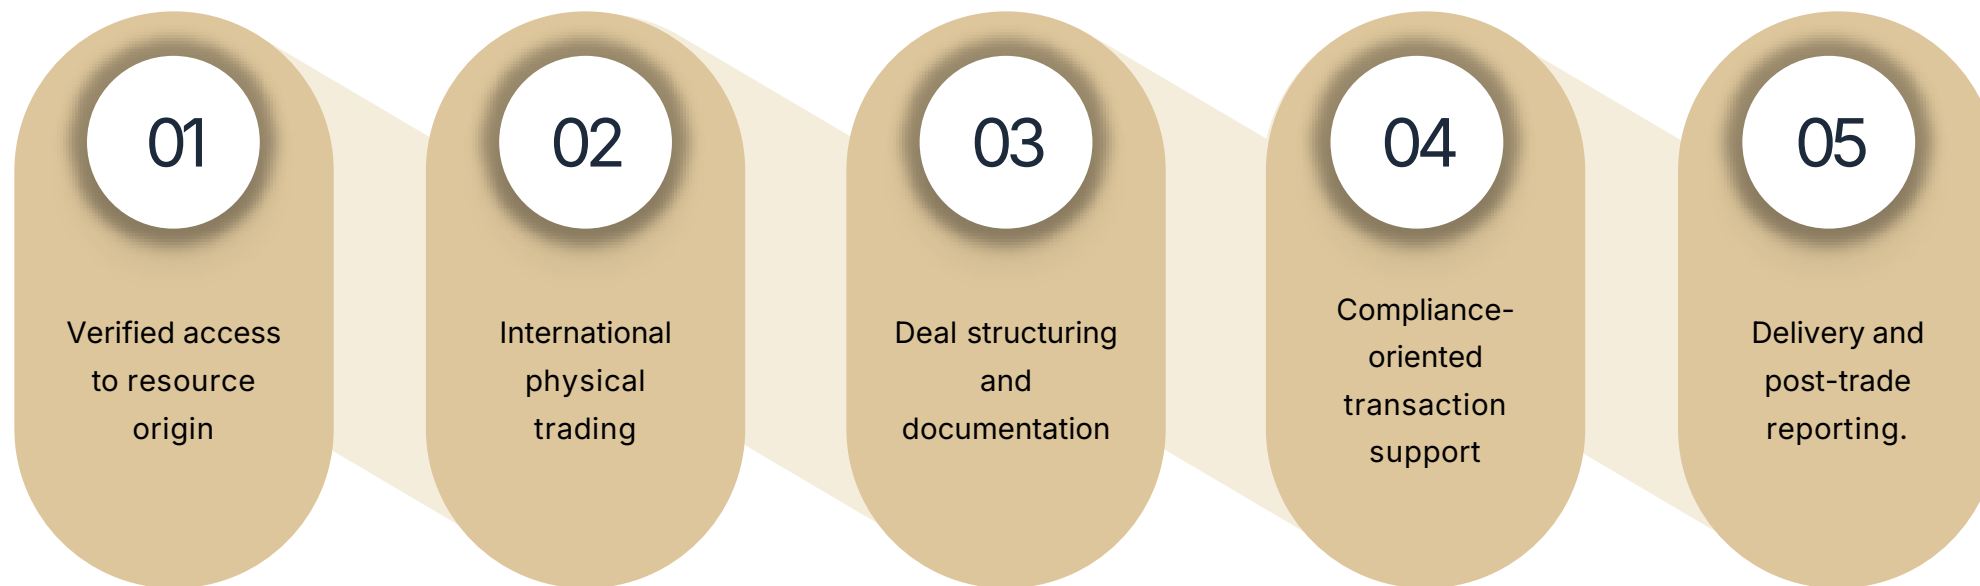 01
Verified access
to resource
origin
02
International
physical
trading
03
Deal structuring
and
documentation
04
Compliance-
oriented
transaction
support
05
Delivery and
post-trade
reporting.